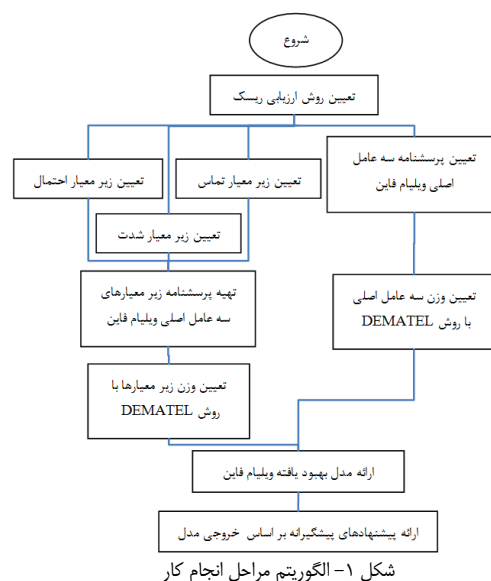 شروع
تعیین روش ارزیابی ریسک
تعیین پرسشنامه سه عامل
اصلی ویلیام فاین
تعیین زیر معیار تماس
تعیین زیر معیار احتمال
تعیین زیر معیار شدت
تهیه پرسشنامه زیر معیارهای
سه عامل اصلی ویلیام فاین
تعیین وزن سه عامل اصلی
با روش DEMATEL
تعیین وزن زیر معیارها با
روش DEMATEL
ارائه مدل بهبود یافته ویلیام فاین
ارائه پیشنهادهای پیشگیرانه بر اساس خروجی مدل
شکل ۱- الگوریتم مراحل انجام کار